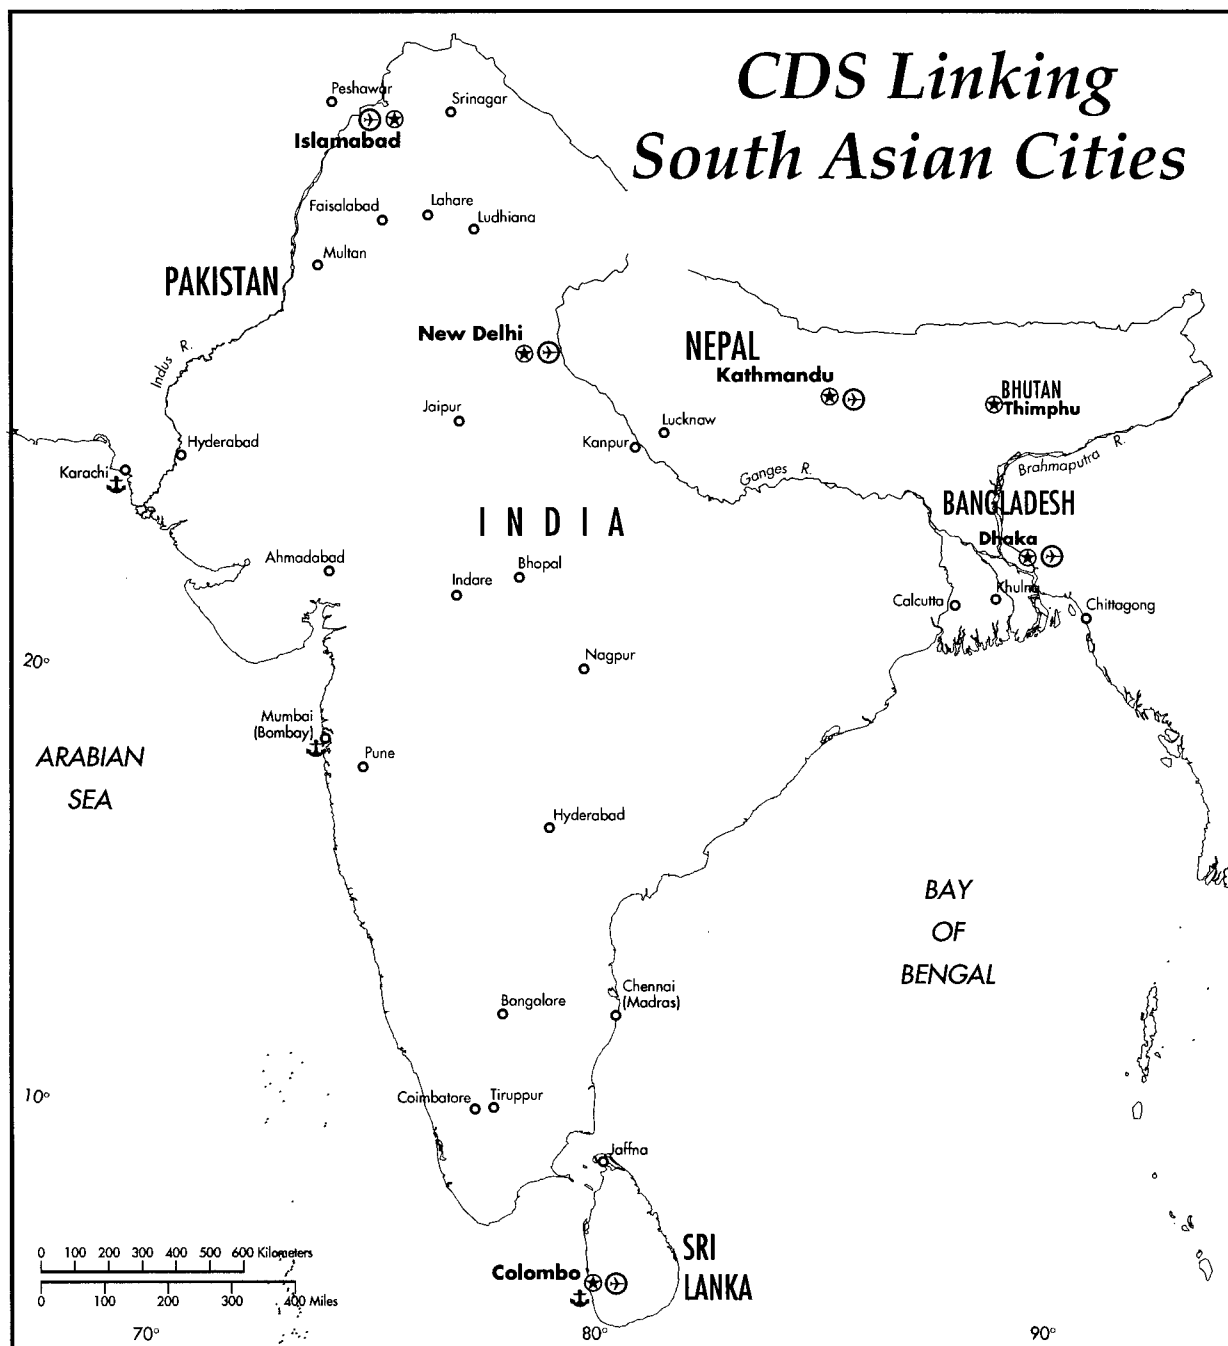 CDS Linking
South Asian Cities
Peshawar
Srinagar
Islamabad
Faisalabad
Lahare
Ludhiana
Multan
PAKISTAN
New Delhi
NEPAL
Kathmandu
BHUTAN
Thimphu
Indus R.
Jaipur
Lucknaw
Kanpur
Hyderabad
Karachi
Ganges R.
Brahmaputra R.
BANGLADESH
INDIA
Dhaka
Ahmadabad
Bhopal
Indare
Khulna
Calcutta
Chittagong
20°
Nagpur
Mumbai
(Bombay)
Pune
ARABIAN
SEA
Hyderabad
BAY
OF
BENGAL
Bangalore
Chennai
(Madras)
10°
Coimbatore
Tiruppur
Jaffna
SRI
LANKA
Colombo
0 100 200 300 400 500 600 Kilometers
0 100 200 300 400 Miles
70°
80°
90°